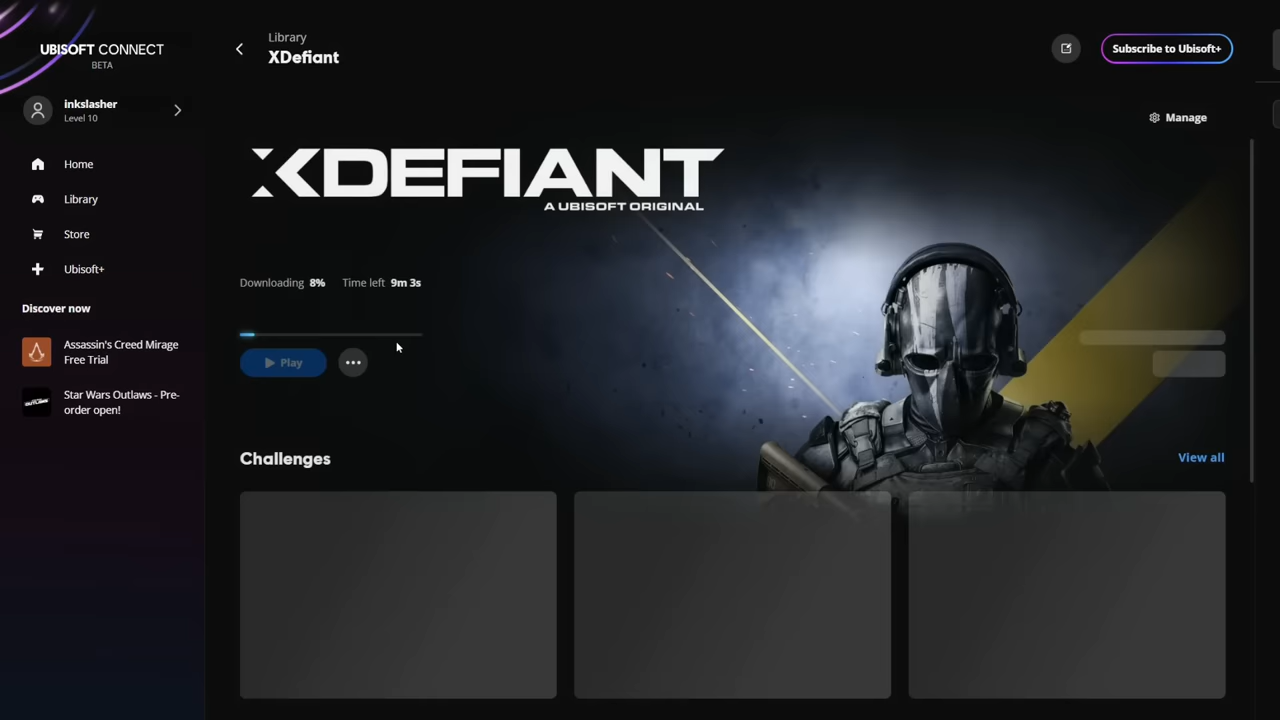 UBISOFT CONNECT
BETA
inkslasher
Level 10
Home
Library
Store
Ubisoft+
Discover now
Assassin's Creed Mirage
Free Trial
Star Wars Outlaws - Pre-
order open!
Library
XDefiant
Subscribe to Ubisoft+
Manage
XDEFIANT
A UBISOFT ORIGINAL
Downloading 8% Time left 9m 3s
Play
Challenges
View all